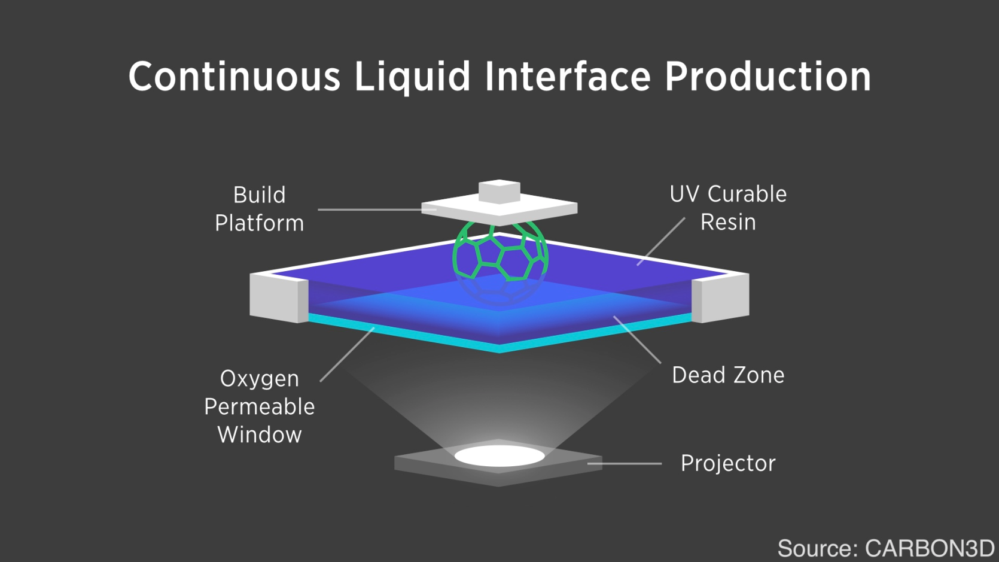 Continuous Liquid Interface Production
Build
Platform
UV Curable
Resin
Oxygen
Permeable
Window
Dead Zone
Projector
Source: CARBON3D